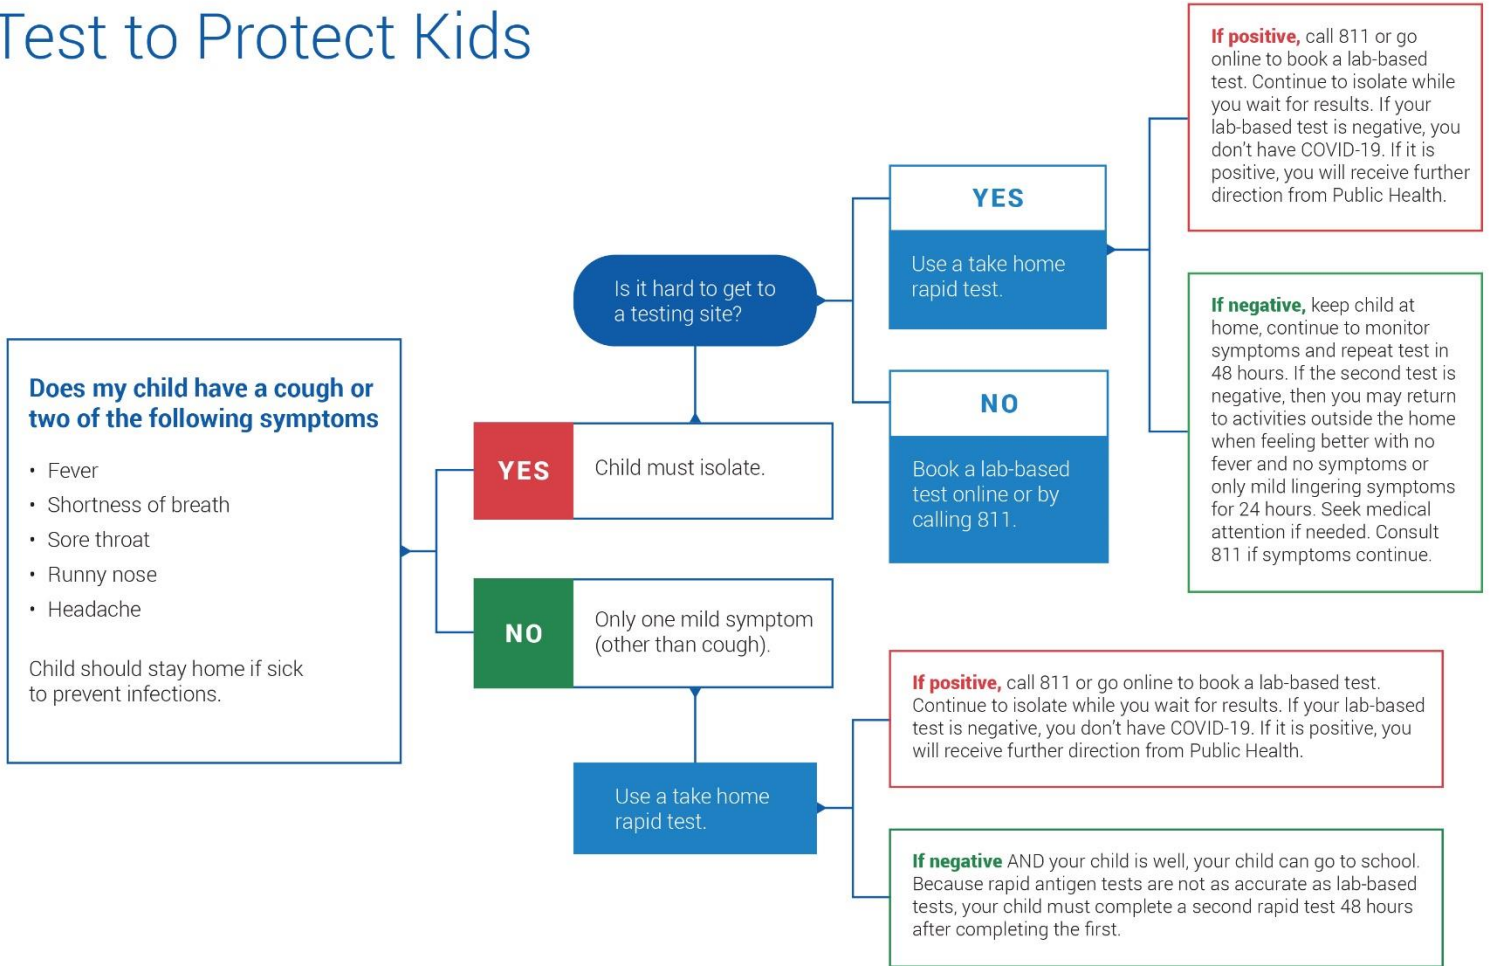 Test to Protect Kids
Does my child have a cough or
two of the following symptoms
• Fever
• Shortness of breath
• Sore throat
• Runny nose
• Headache
Child should stay home if sick
to prevent infections.
YES
Child must isolate.
NO
Only one mild symptom
(other than cough).
Is it hard to get to
a testing site?
YES
Use a take home
rapid test.
NO
Book a lab-based
test online or by
calling 811.
If positive, call 811 or go
online to book a lab-based
test. Continue to isolate while
you wait for results. If your
lab-based test is negative, you
don't have COVID-19. If it is
positive, you will receive further
direction from Public Health.
If negative, keep child at
home, continue to monitor
symptoms and repeat test in
48 hours. If the second test is
negative, then you may return
to activities outside the home
when feeling better with no
fever and no symptoms or
only mild lingering symptoms
for 24 hours. Seek medical
attention if needed. Consult
811 if symptoms continue.
Use a take home
rapid test.
If positive, call 811 or go online to book a lab-based test.
Continue to isolate while you wait for results. If your lab-based
test is negative, you don't have COVID-19. If it is positive, you
will receive further direction from Public Health.
If negative AND your child is well, your child can go to school.
Because rapid antigen tests are not as accurate as lab-based
tests, your child must complete a second rapid test 48 hours
after completing the first.